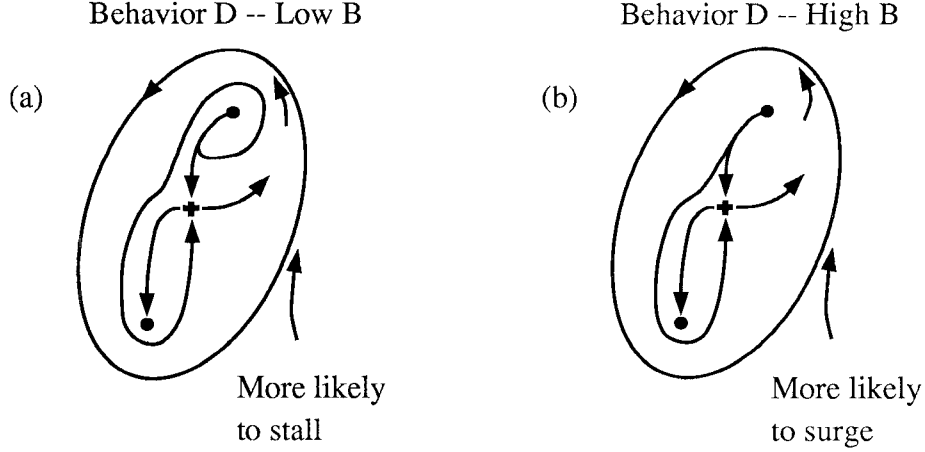 Behavior D -- Low B
Behavior D -- High B
(a)
(b)
More likely
to stall
More likely
to surge